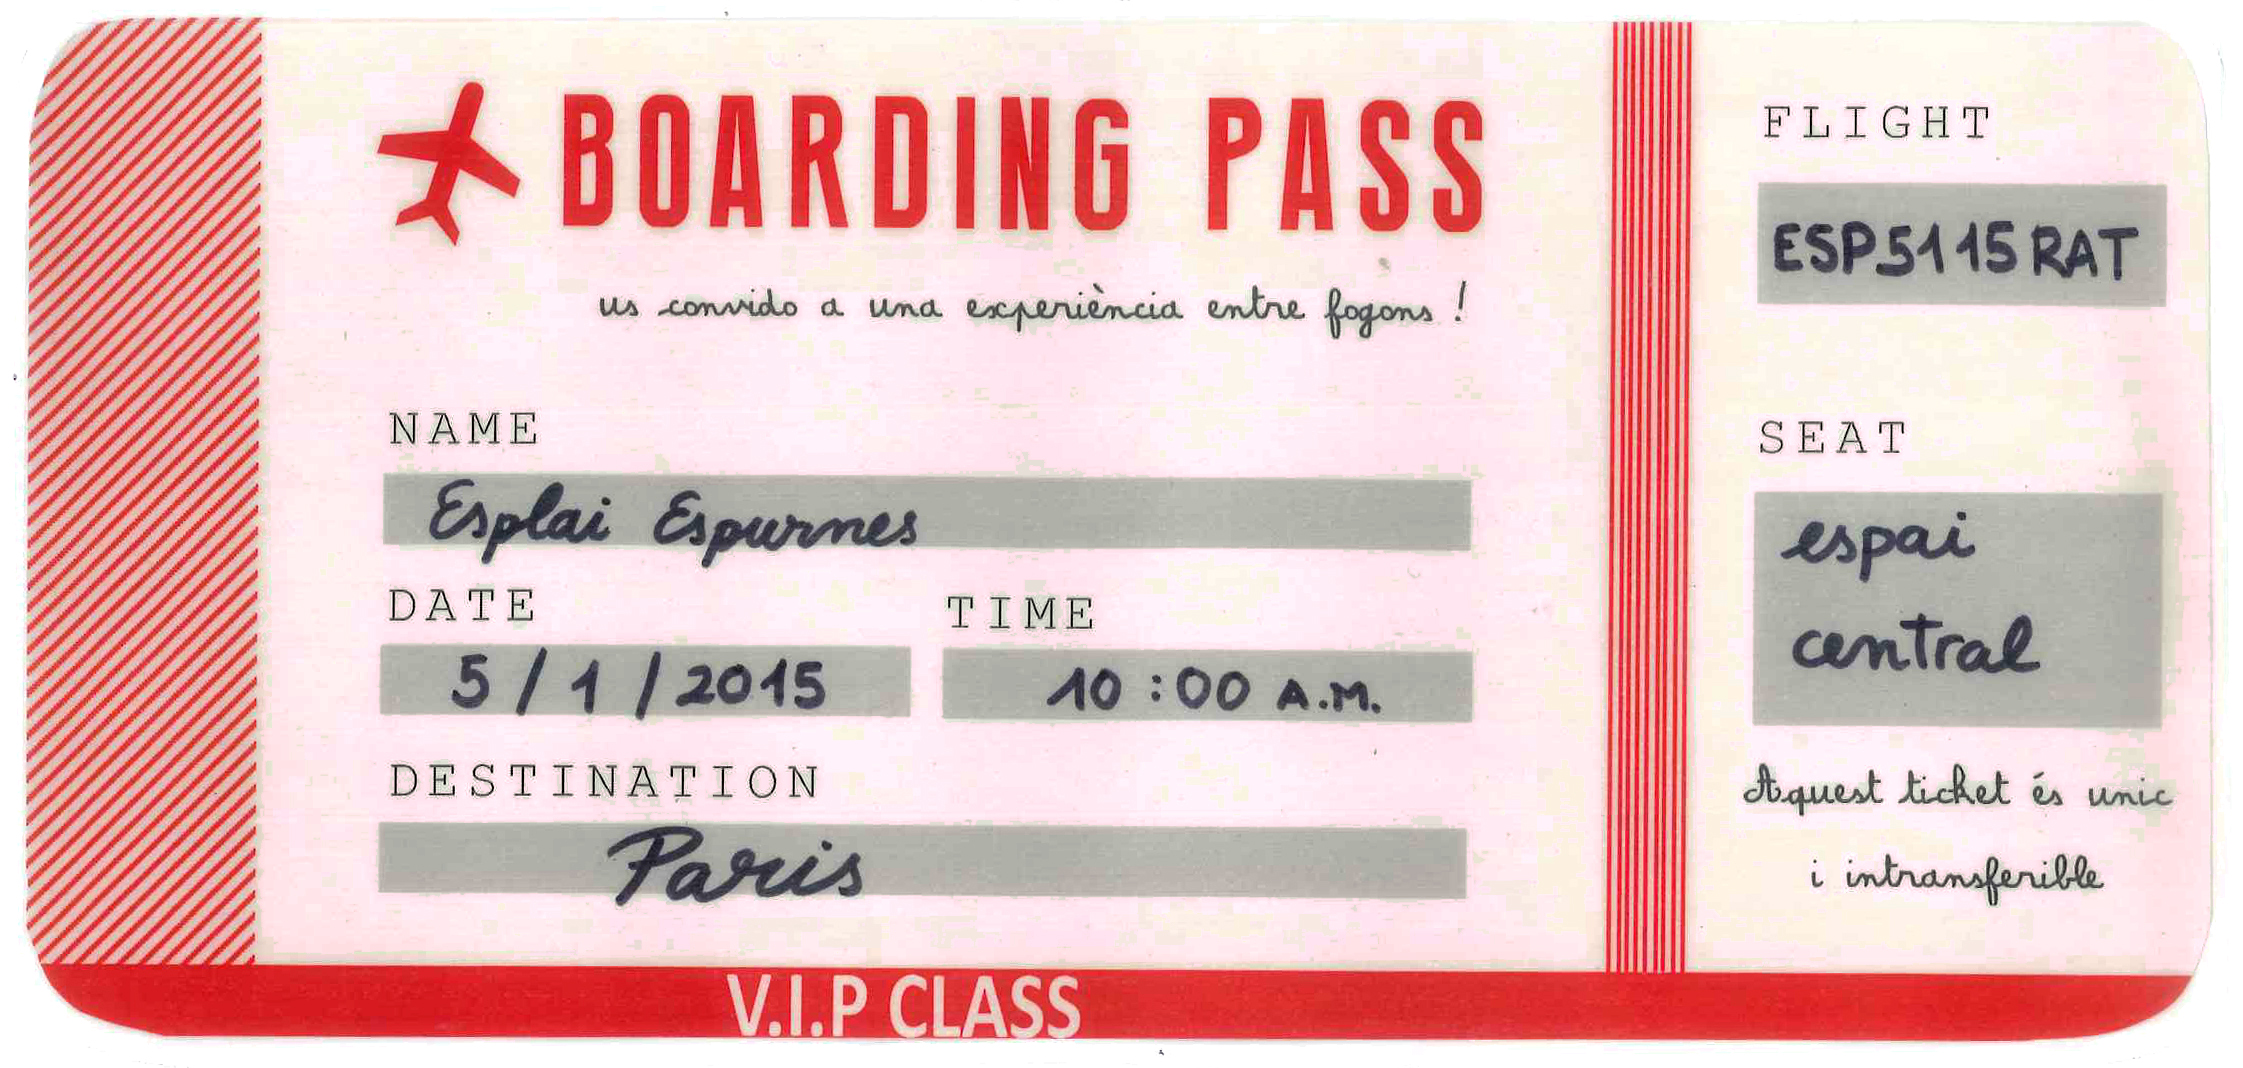 BOARDING PASS
us convido a una experiència entre fogons !
NAME
Esplai Espurnes
DATE
5/1/2015
TIME
10:00 A.M.
DESTINATION
Paris
V.I.P CLASS
FLIGHT
ESP5115RAT
SEAT
espai
central
Aquest ticket és unic
i intransferible